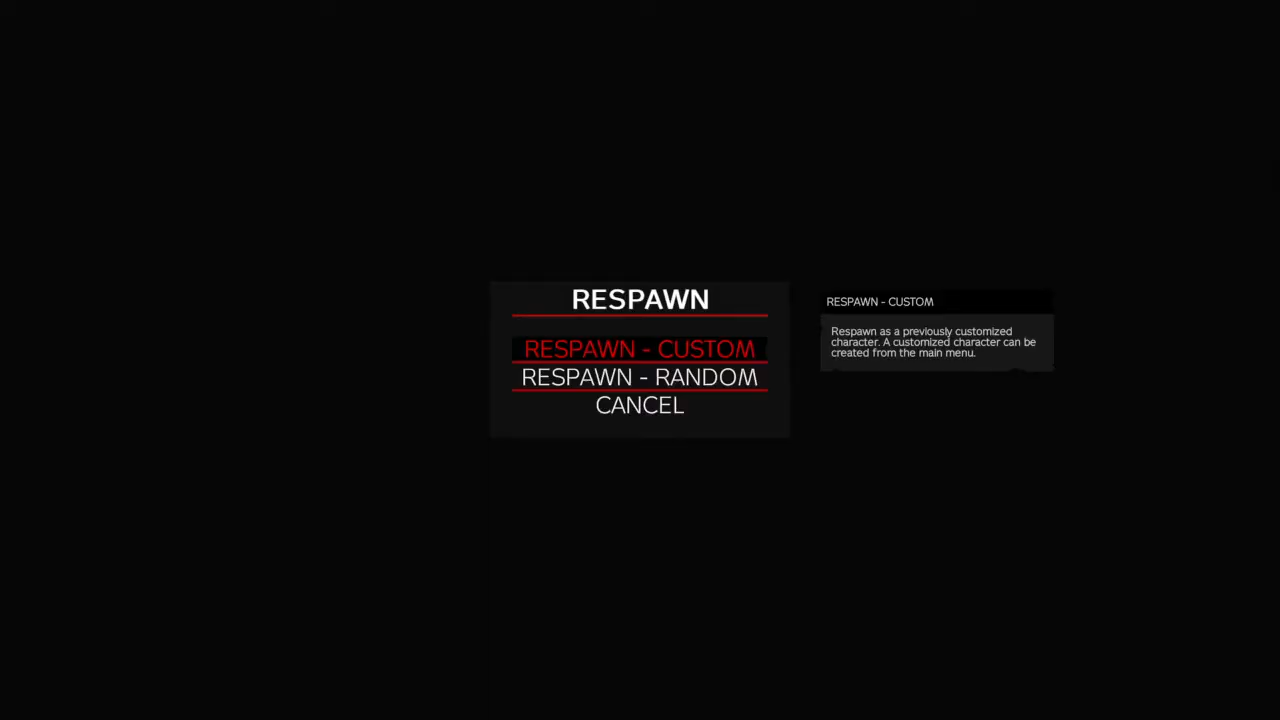 RESPAWN
RESPAWN - CUSTOM
RESPAWN - RANDOM
CANCEL
RESPAWN - CUSTOM
Respawn as a previously customized
character. A customized character can be
created from the main menu.